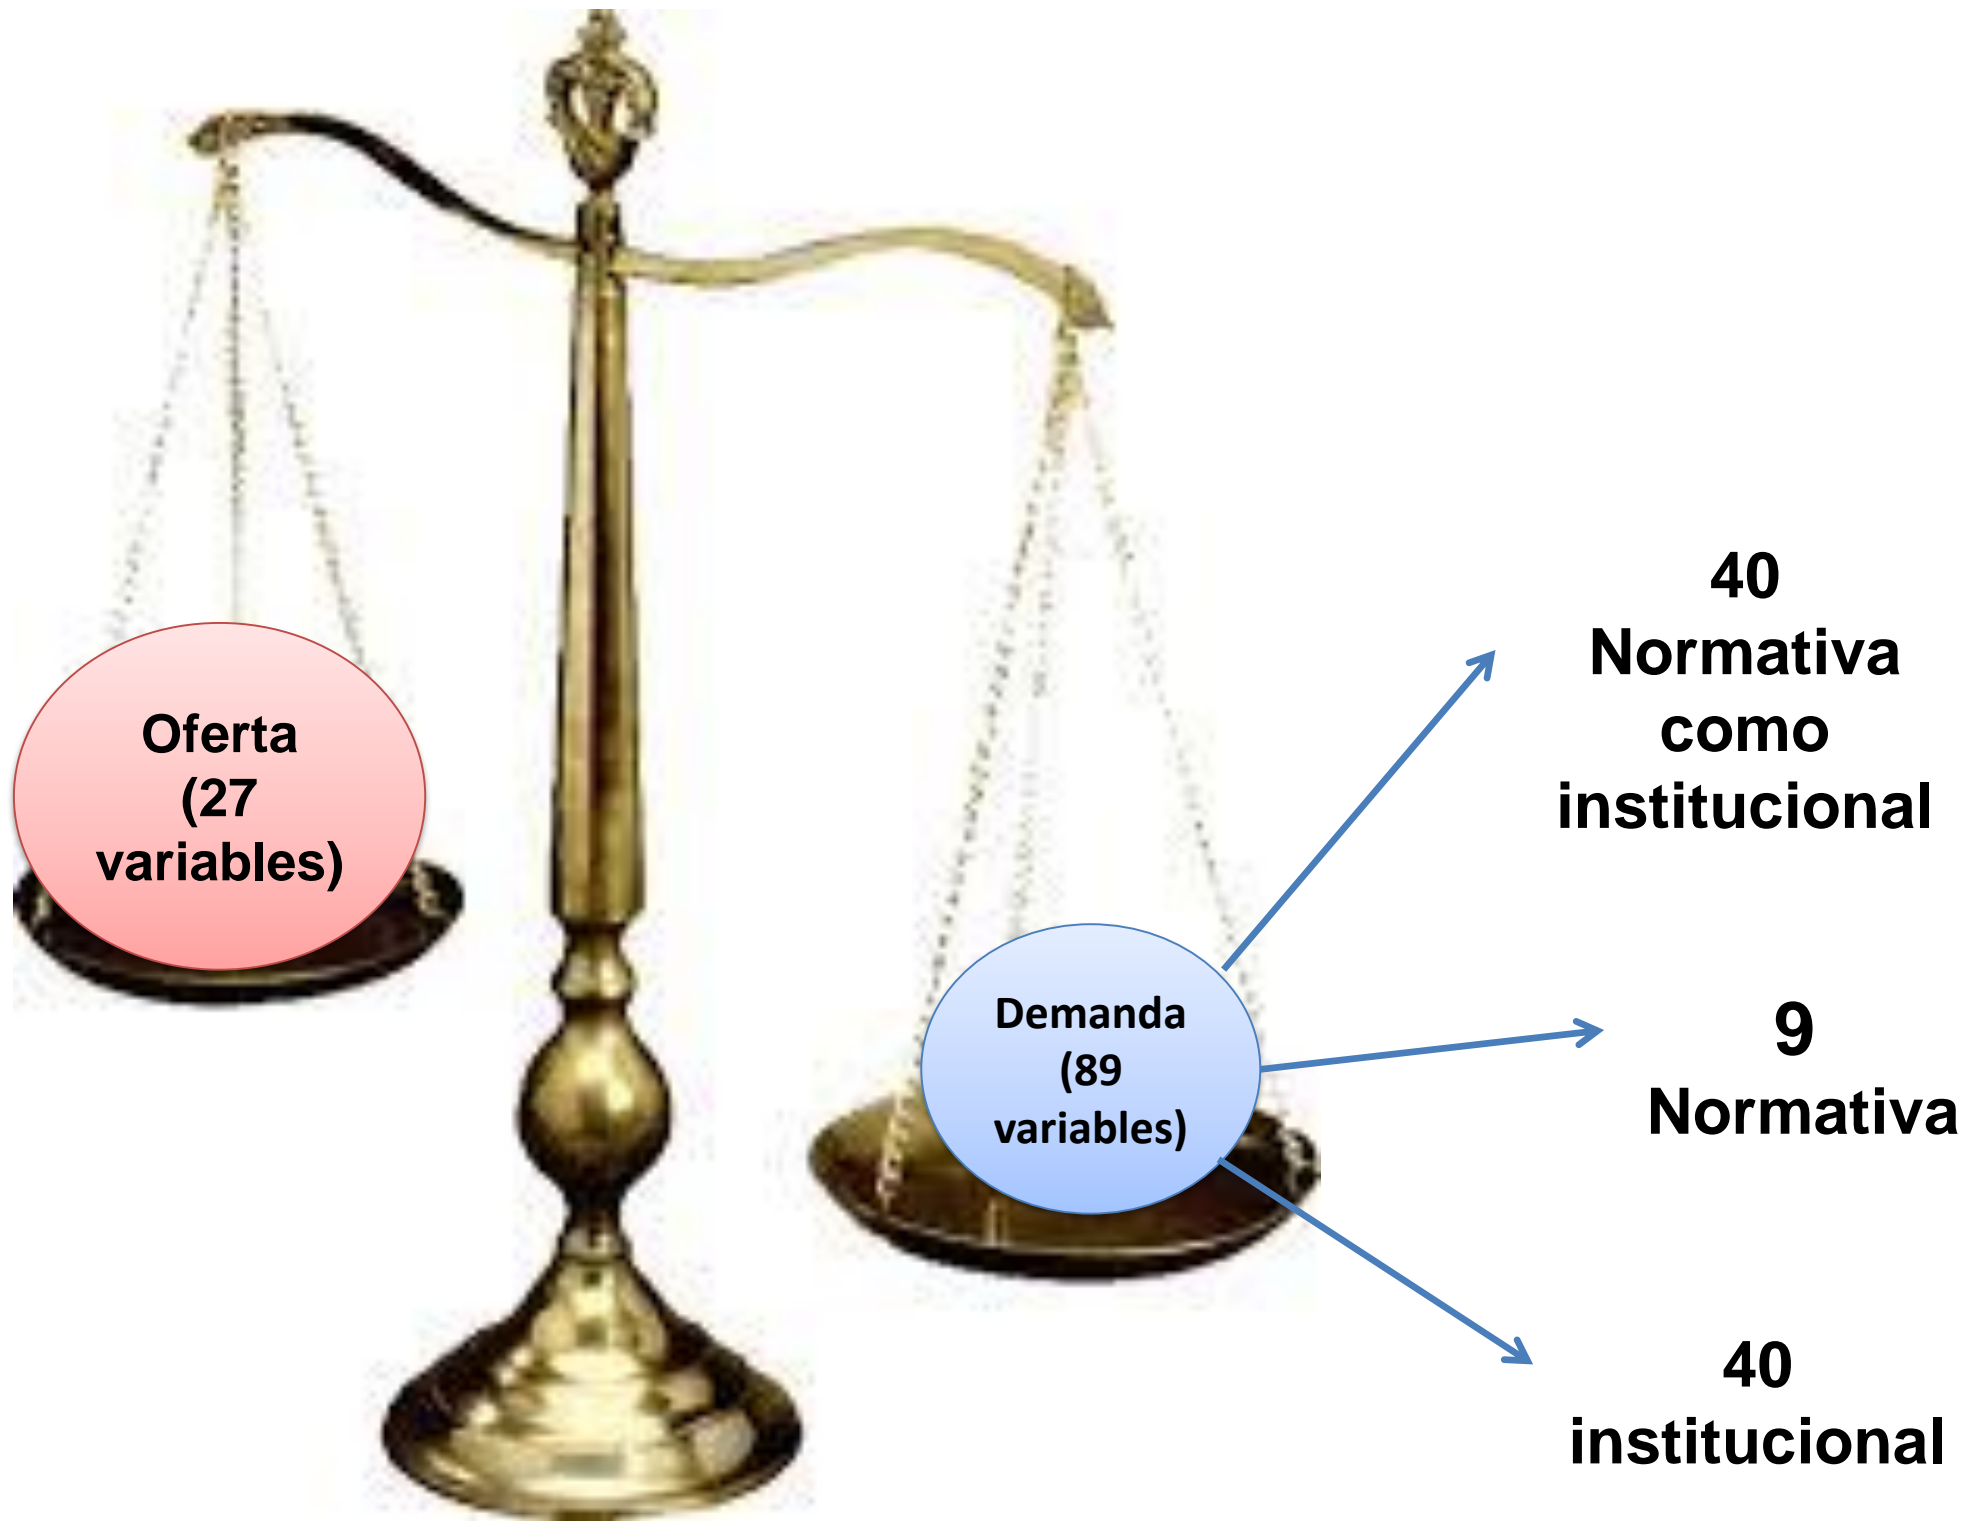 Oferta
(27
variables)
Demanda
(89
variables)
40
Normativa
como
institucional
9
Normativa
40
institucional